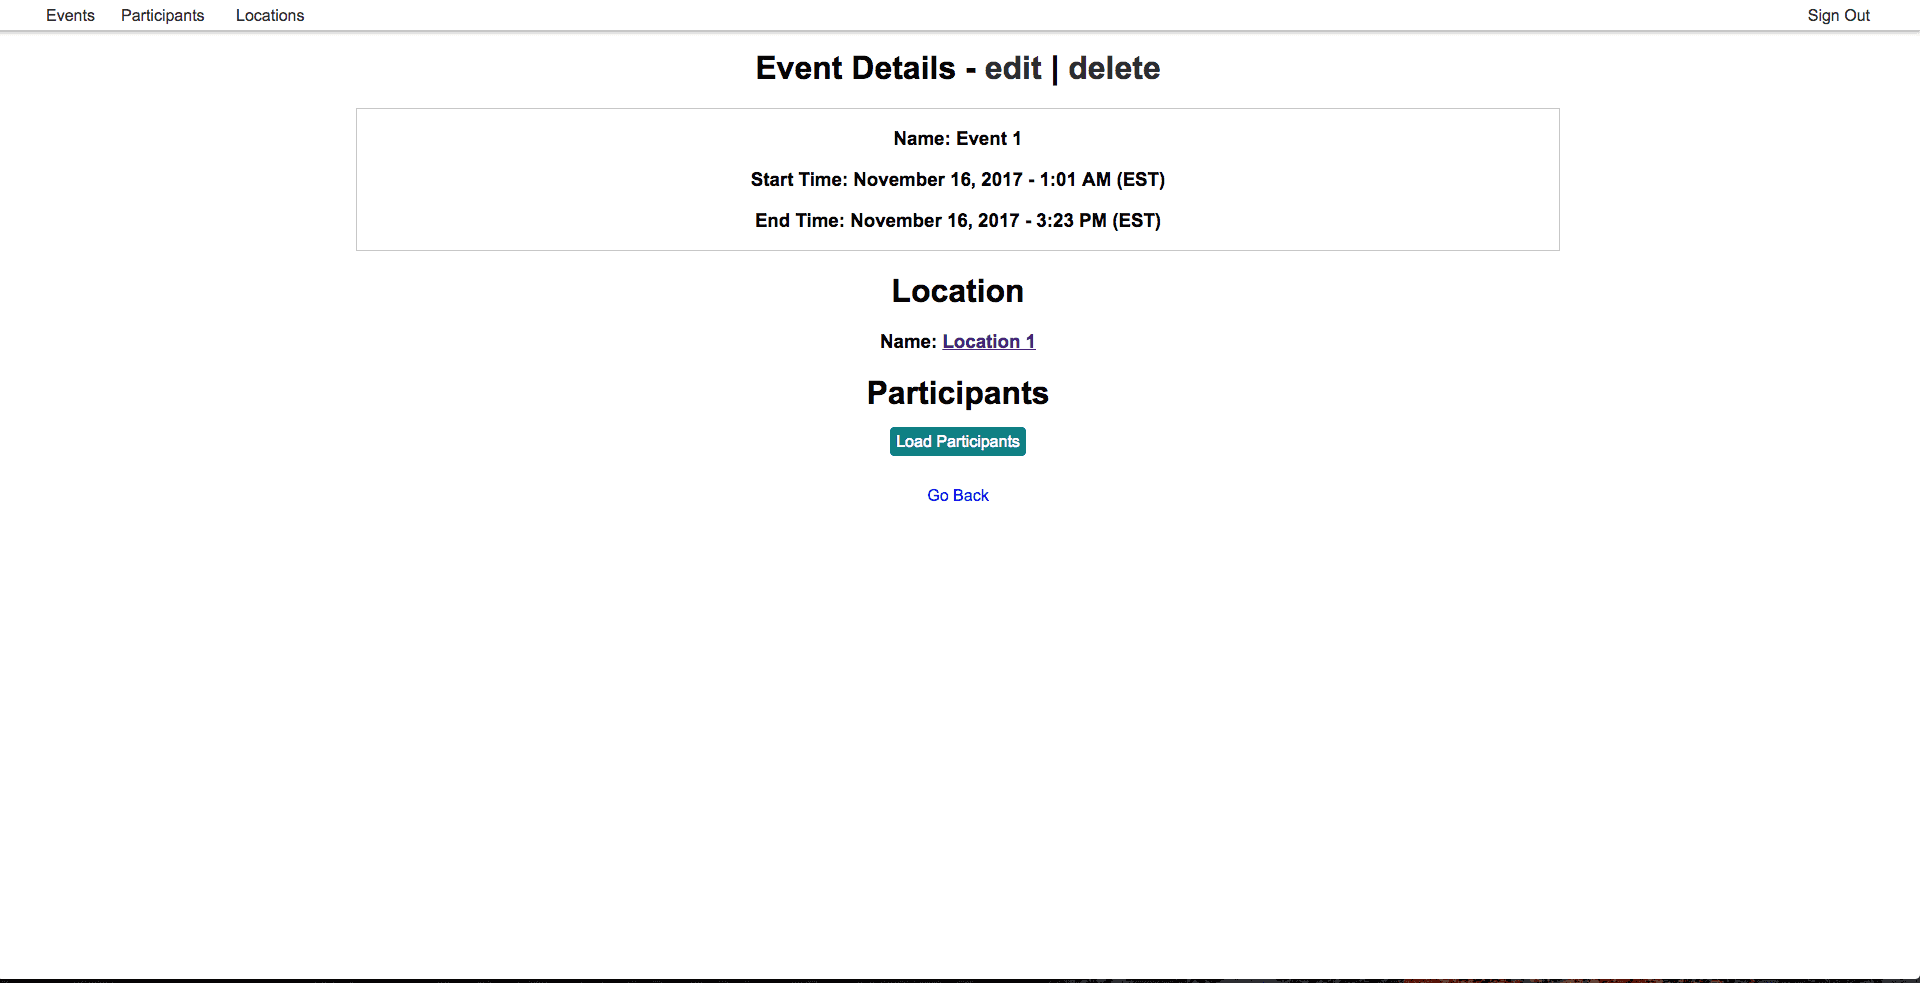 Events Participants Locations Sign Out
Event Details - edit | delete
Name: Event 1
Start Time: November 16, 2017 - 1:01 AM (EST)
End Time: November 16, 2017 - 3:23 PM (EST)
Location
Name: Location 1
Participants
Load Participants
Go Back